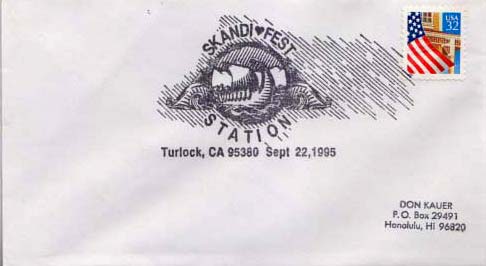 SKANDI♥FEST
STATION
Turlock, CA 95380 Sept 22,1995
USA
32
DON KAUER
P.O. Box 29491
Honolulu, HI 96820